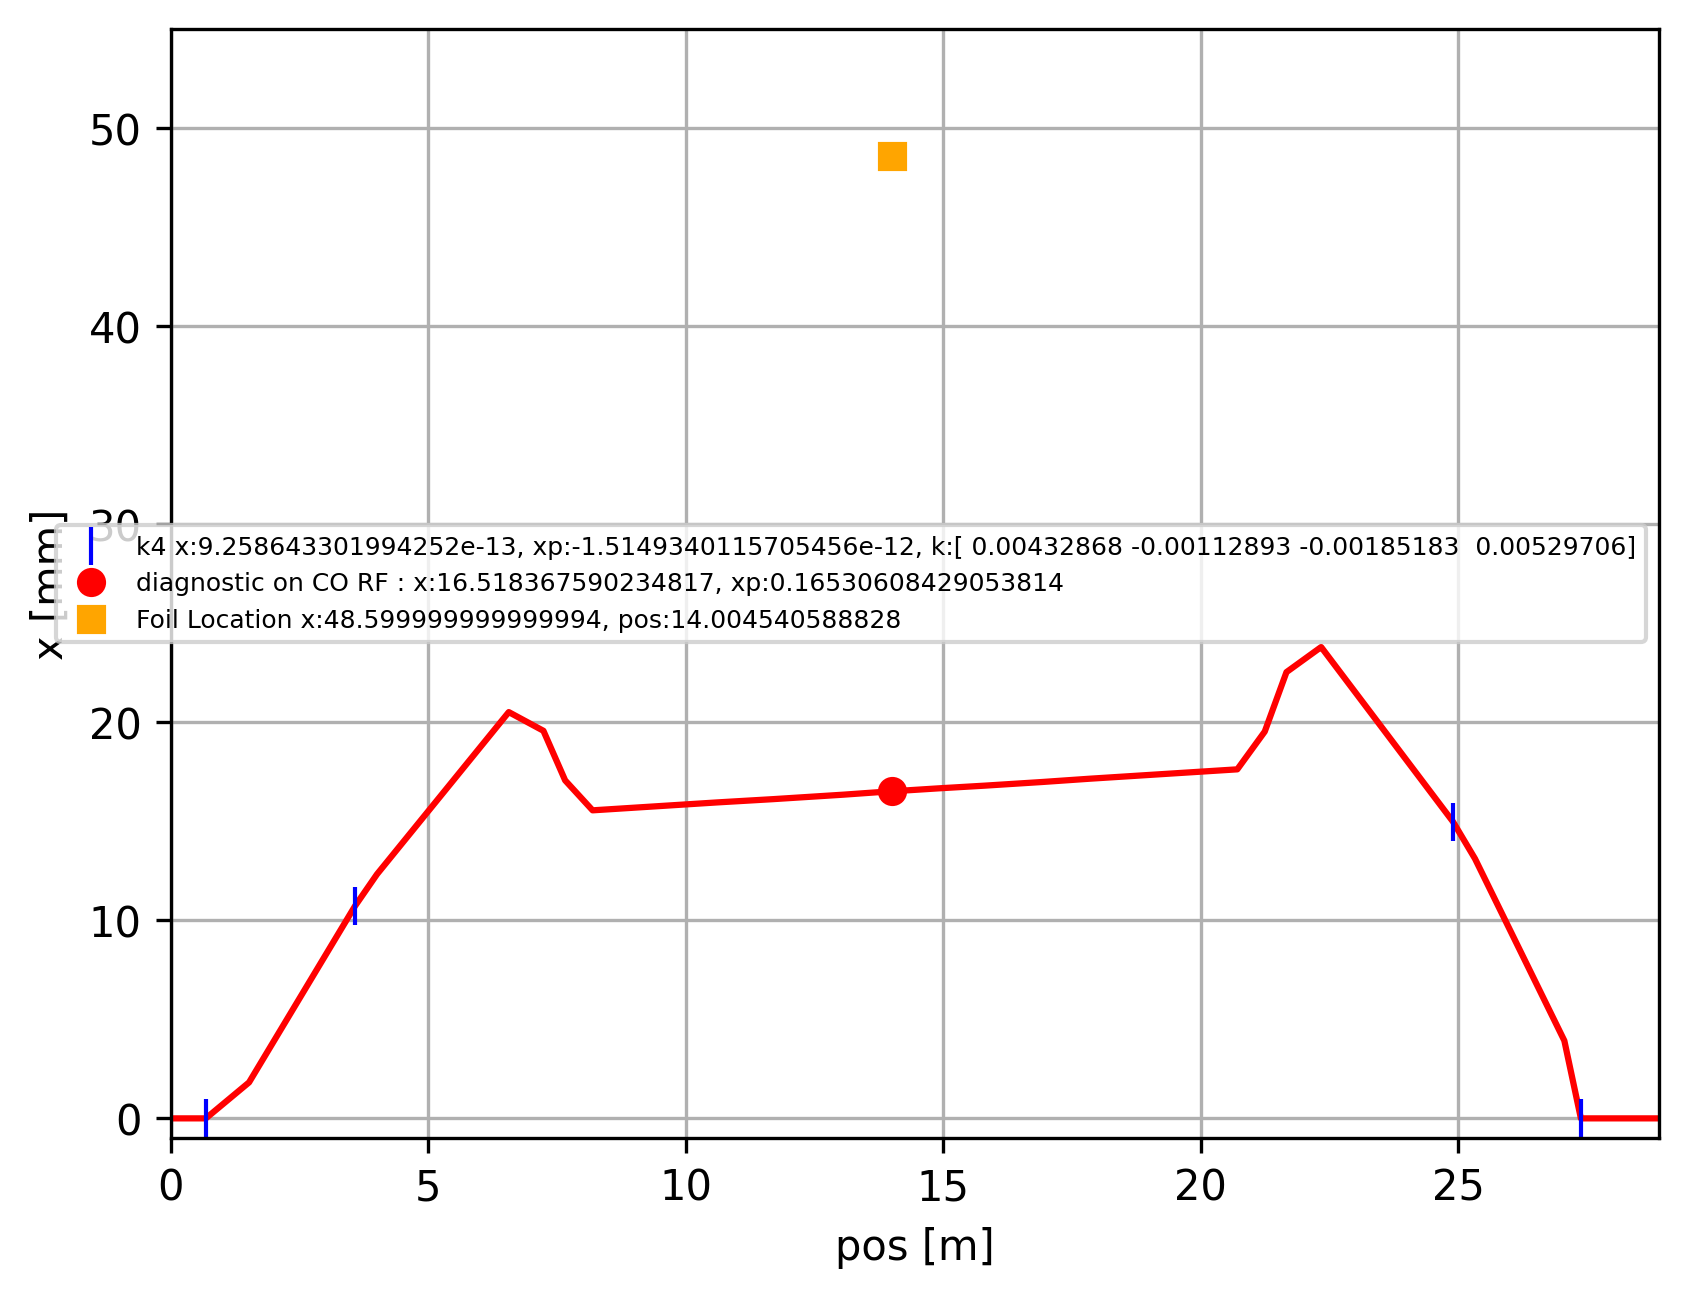 50
40
30
20
10
0
x [mm]
k4 x:9.258643301994252e-13, xp:-1.5149340115705456e-12, k:[ 0.00432868 -0.00112893 -0.00185183  0.00529706]
diagnostic on CO RF : x:16.518367590234817, xp:0.16530608429053814
Foil Location x:48.599999999999994, pos:14.004540588828
0 5 10 15 20 25
pos [m]